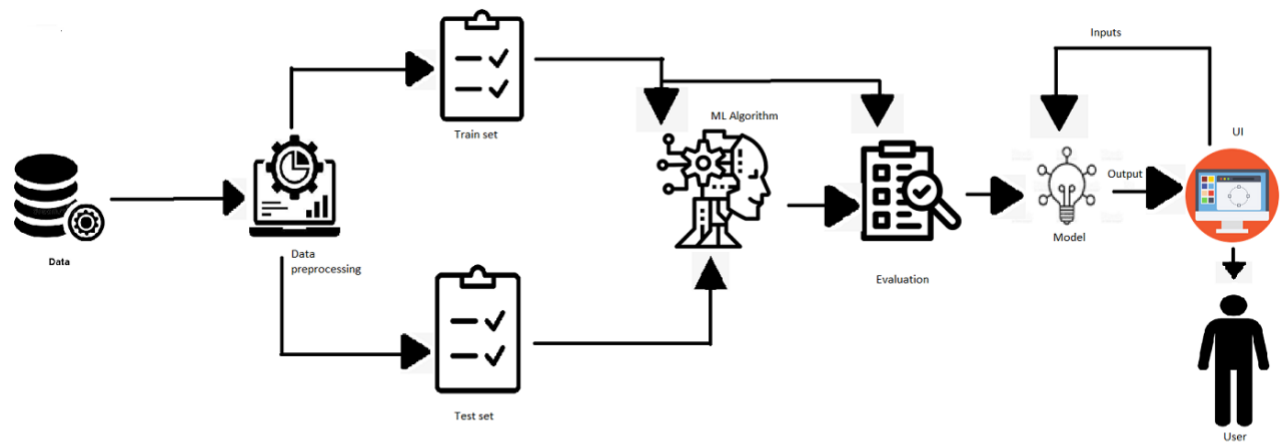 Inputs
Train set
ML Algorithm
UI
Output
Data
Data
preprocessing
Model
Evaluation
Test set
User